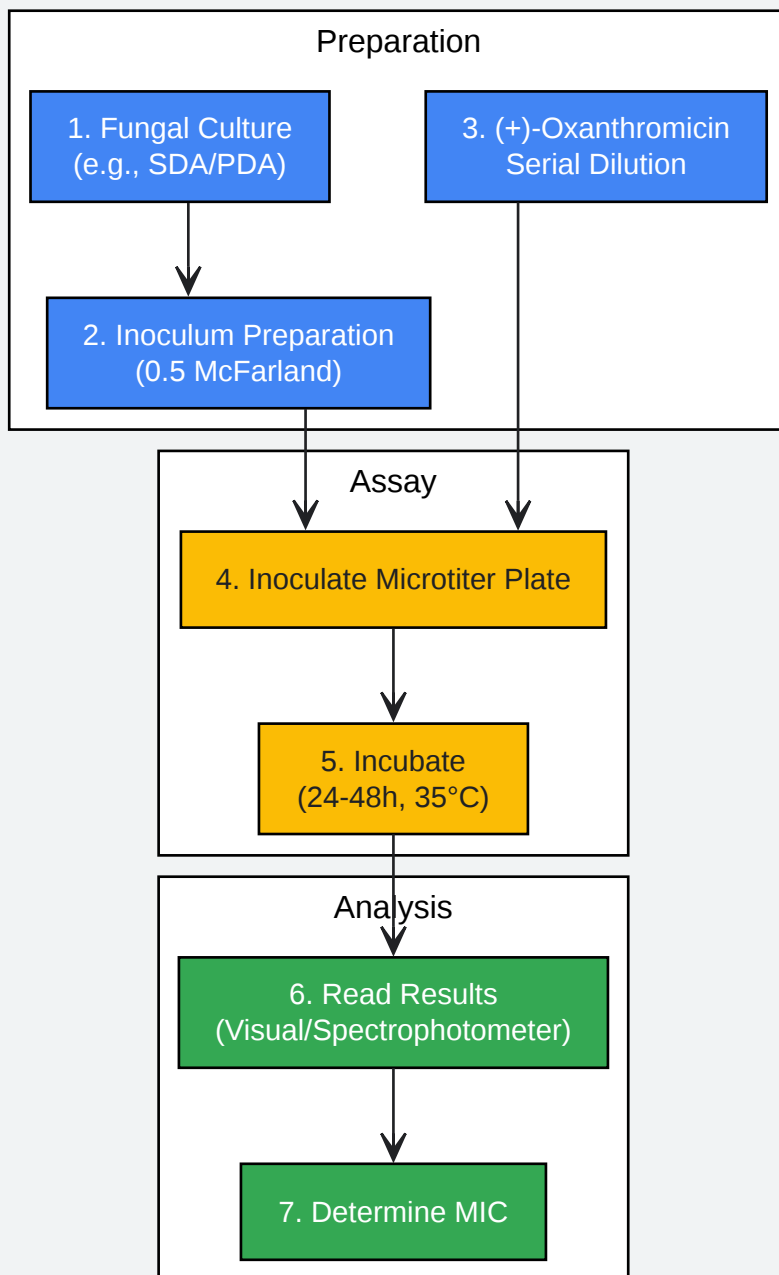 Preparation
1. Fungal Culture
(e.g., SDA/PDA)
3. (+)-Oxanthromicin
Serial Dilution
2. Inoculum Preparation
(0.5 McFarland)
Assay
4. Inoculate Microtiter Plate
5. Incubate
(24-48h, 35°C)
Analysis
6. Read Results
(Visual/Spectrophotometer)
7. Determine MIC